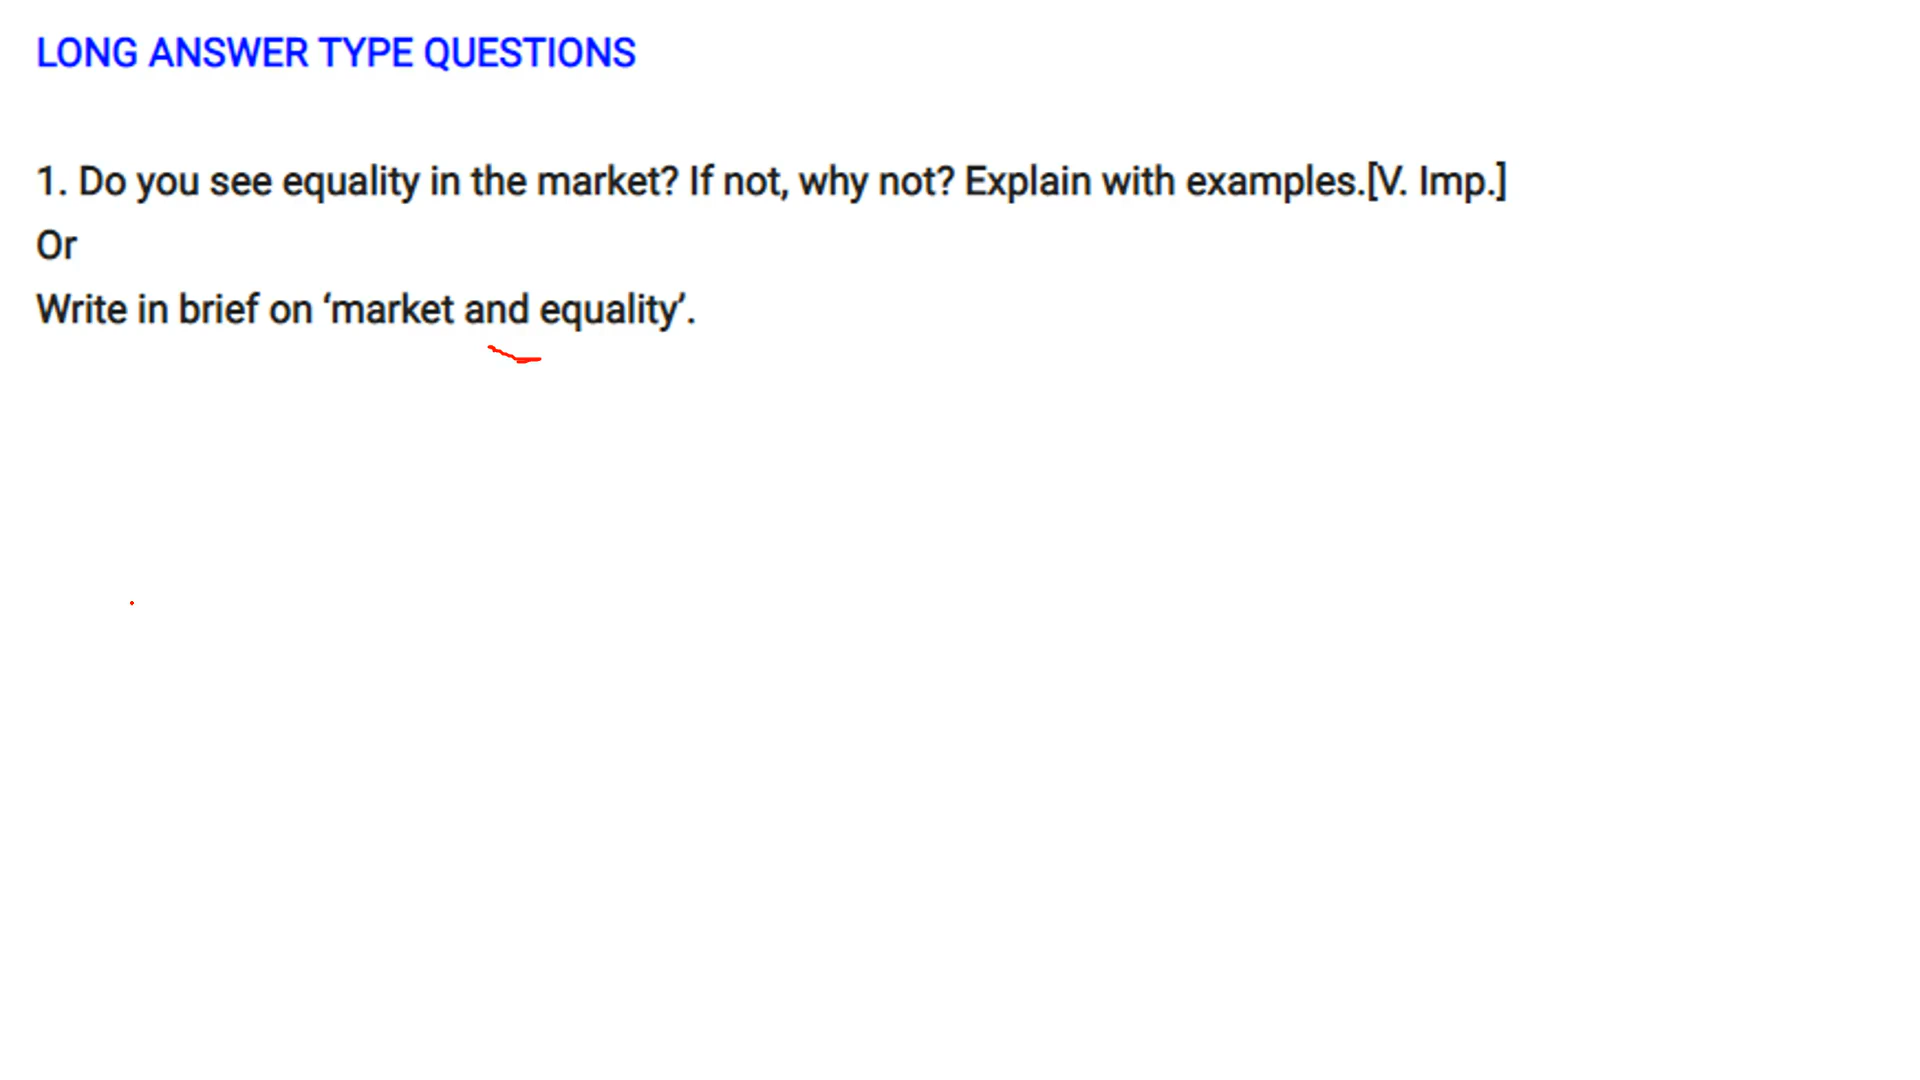 LONG ANSWER TYPE QUESTIONS
1. Do you see equality in the market? If not, why not? Explain with examples.[V. Imp.]
Or
Write in brief on ‘market and equality’.